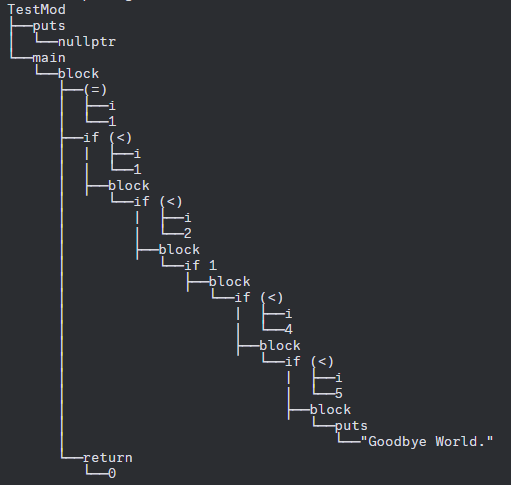 TestMod
puts
nullptr
main
block
(=)
i
1
if (<)
i
1
block
if (<)
i
2
block
if 1
block
if (<)
i
4
block
if (<)
i
5
block
puts
"Goodbye World."
return
0